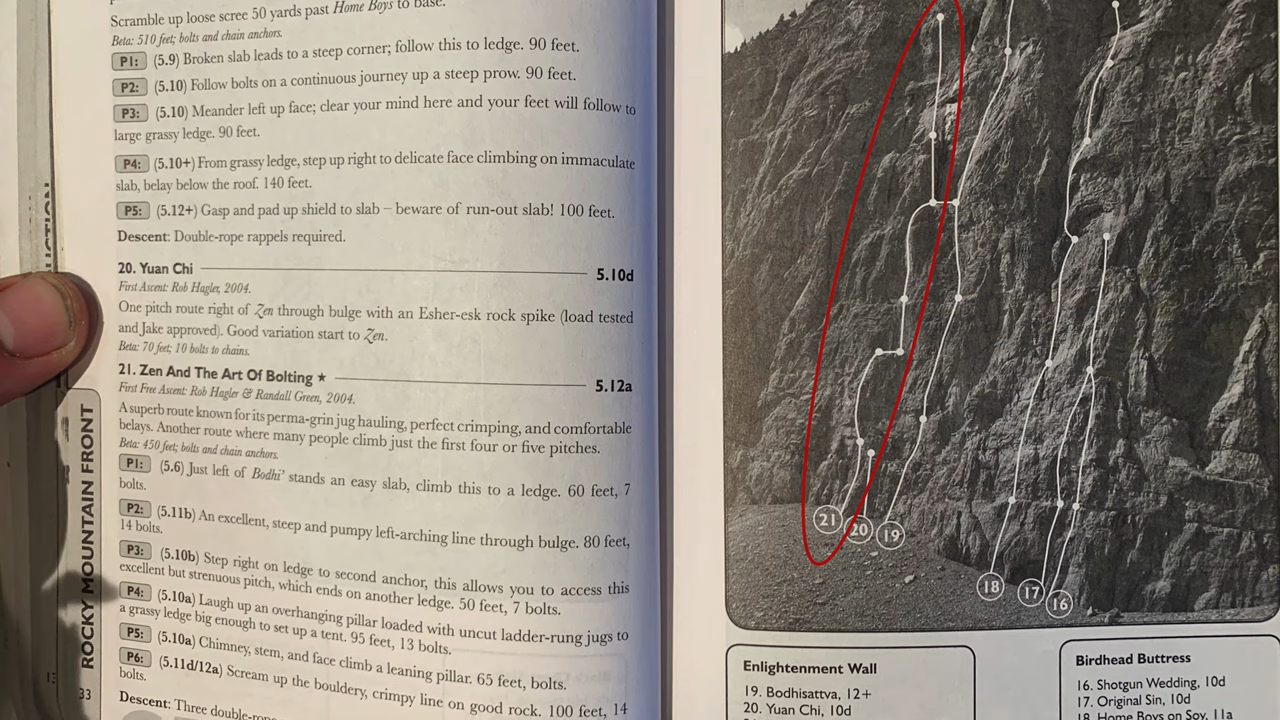 Scramble up loose scree 50 yards past Home Boys to base.
Beta: 510 feet; bolts and chain anchors.
P1: (5.9) Broken slab leads to a steep corner; follow this to ledge. 90 feet.
P2: (5.10) Follow bolts on a continuous journey up a steep prow. 90 feet.
P3: (5.10) Meander left up face; clear your mind here and your feet will follow to
large grassy ledge. 90 feet.
P4: (5.10+) From grassy ledge, step up right to delicate face climbing on immaculate
slab, belay below the roof. 140 feet.
P5: (5.12+) Gasp and pad up shield to slab – beware of run-out slab! 100 feet.
Descent: Double-rope rappels required.
20. Yuan Chi 5.10d
First Ascent: Rob Hagler, 2004.
One pitch route right of Zen through bulge with an Esher-esk rock spike (load tested
and Jake approved). Good variation start to Zen.
Beta: 70 feet; 10 bolts to chains.
21. Zen And The Art Of Bolting ★ 5.12a
First Free Ascent: Rob Hagler & Randall Green, 2004.
A superb route known for its perma-grin jug hauling, perfect crimping, and comfortable
belays. Another route where many people climb just the first four or five pitches.
Beta: 450 feet; bolts and chain anchors.
P1: (5.6) Just left of Bodhi' stands an easy slab, climb this to a ledge. 60 feet, 7
bolts.
P2: (5.11b) An excellent, steep and pumpy left-arching line through bulge. 80 feet,
14 bolts.
P3: (5.10b) Step right on ledge to second anchor, this allows you to access this
excellent but strenuous pitch, which ends on another ledge. 50 feet, 7 bolts.
P4: (5.10a) Laugh up an overhanging pillar loaded with uncut ladder-rung jugs to
a grassy ledge big enough to set up a tent. 95 feet, 13 bolts.
P5: (5.10a) Chimney, stem, and face climb a leaning pillar. 65 feet, bolts.
P6: (5.11d/12a) Scream up the bouldery, crimpy line on good rock. 100 feet, 14
bolts.
Descent: Three
ROCKY MOUNTAIN FRONT
33
21
20
19
18
17
16
Enlightenment Wall
19. Bodhisattva, 12+
20. Yuan Chi, 10d
Birdhead Buttress
16. Shotgun Wedding, 10d
17. Original Sin, 10d
18. Home Boys on Soy, 11a